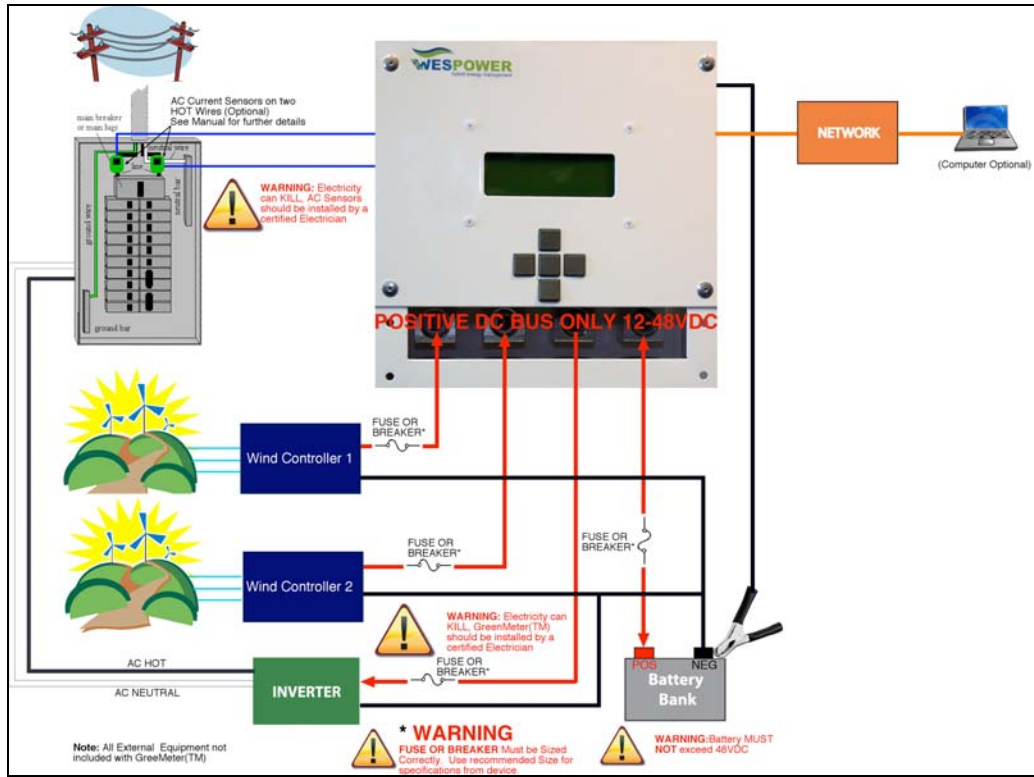 WESPOWER
hybrid energy management
AC Current Sensors on two
HOT Wires (Optional)
See Manual for further details
main breaker
or main lugs
neutral wire
line
neutral bar
ground wire
ground bar
WARNING: Electricity
can KILL, AC Sensors
should be installed by a
certified Electrician
NETWORK
(Computer Optional)
POSITIVE DC BUS ONLY 12-48VDC
FUSE OR
BREAKER*
Wind Controller 1
FUSE OR
BREAKER*
FUSE OR
BREAKER*
Wind Controller 2
WARNING: Electricity can
KILL, GreenMeter(TM)
should be installed by a
certified Electrician
FUSE OR
BREAKER*
AC HOT
AC NEUTRAL
INVERTER
POS
NEG
Battery
Bank
* WARNING
FUSE OR BREAKER Must be Sized
Correctly. Use recommended Size for
specifications from device.
WARNING:Battery MUST
NOT exceed 48VDC
Note: All External Equipment not
included with GreeMeter(TM)